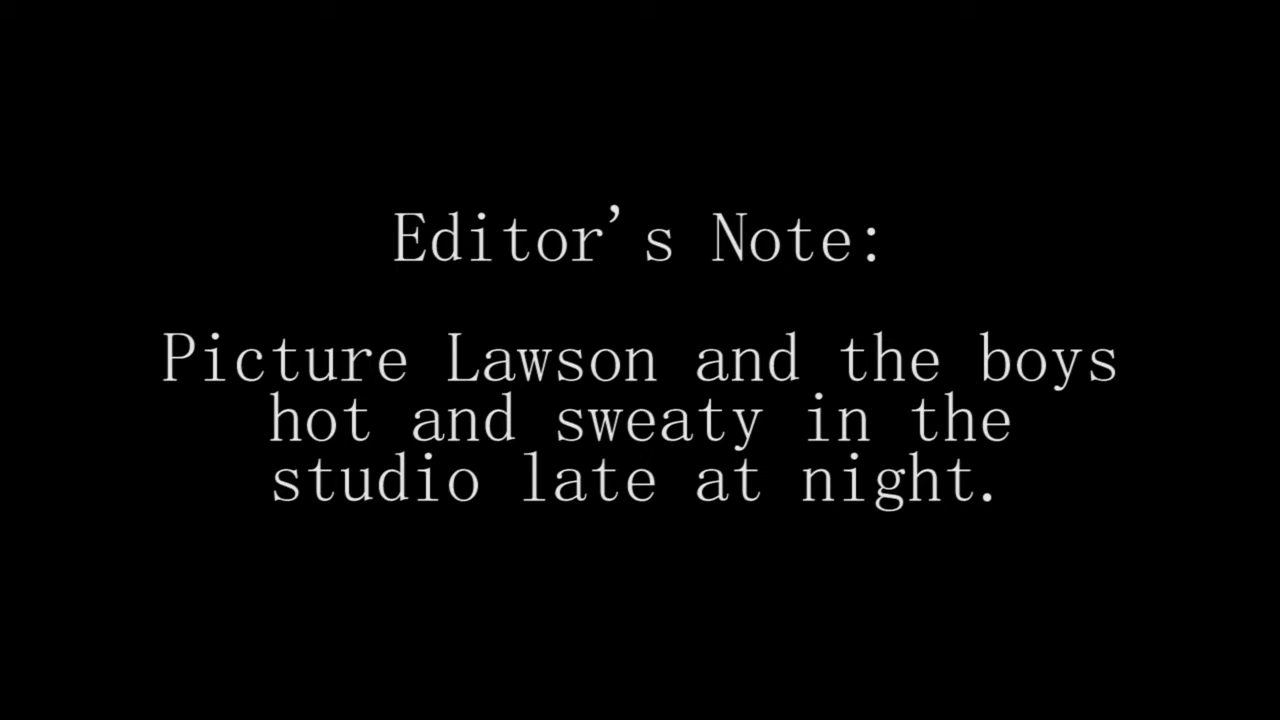 Editor's Note:
Picture Lawson and the boys
hot and sweaty in the
studio late at night.